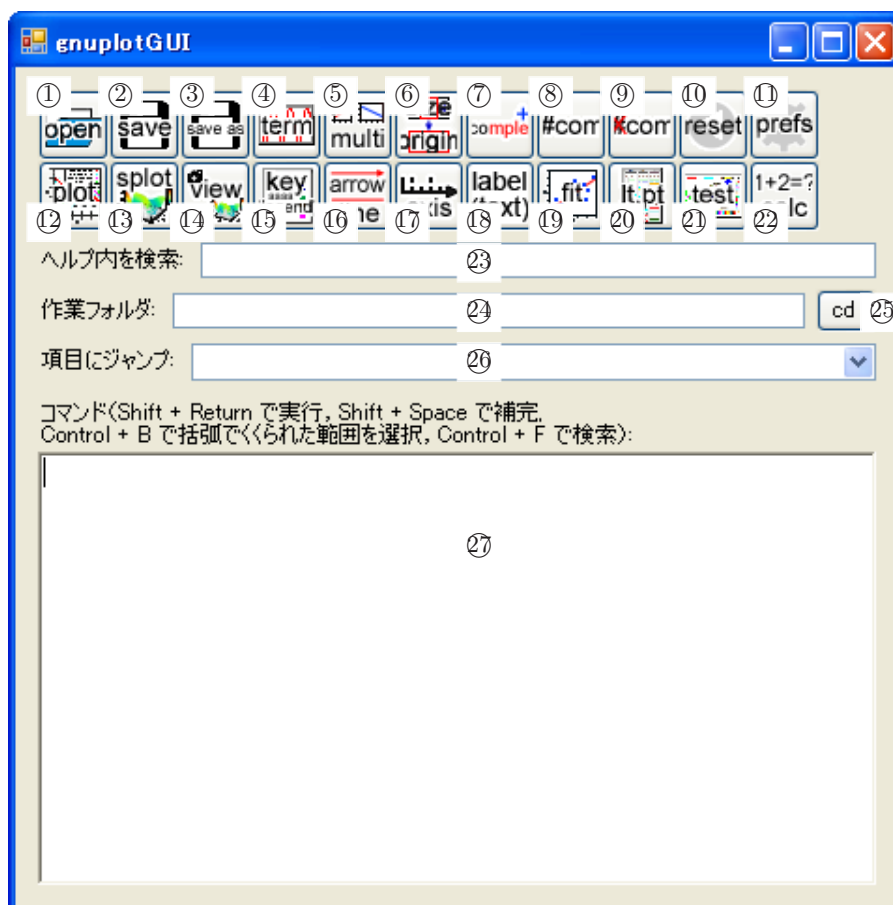 gnuplotGUI
① ② ③ ④ ⑤ ⑥ ⑦ ⑧ ⑨ ⑩ ⑪
open save save as term multi origin comple #com #com reset prefs
plot splot view key arrow axis label fit lt pt test 1+2=?
(text)
⑫ ⑬ ⑭ ⑮ ⑯ ⑰ ⑱ ⑲ ⑳ ㉑ ㉒
ヘルプ内を検索: ㉓
作業フォルダ: ㉔ cd ㉕
項目にジャンプ: ㉖
コマンド(Shift + Return で実行, Shift + Space で補完,
Control + B で括弧でくくられた範囲を選択, Control + F で検索):
㉗